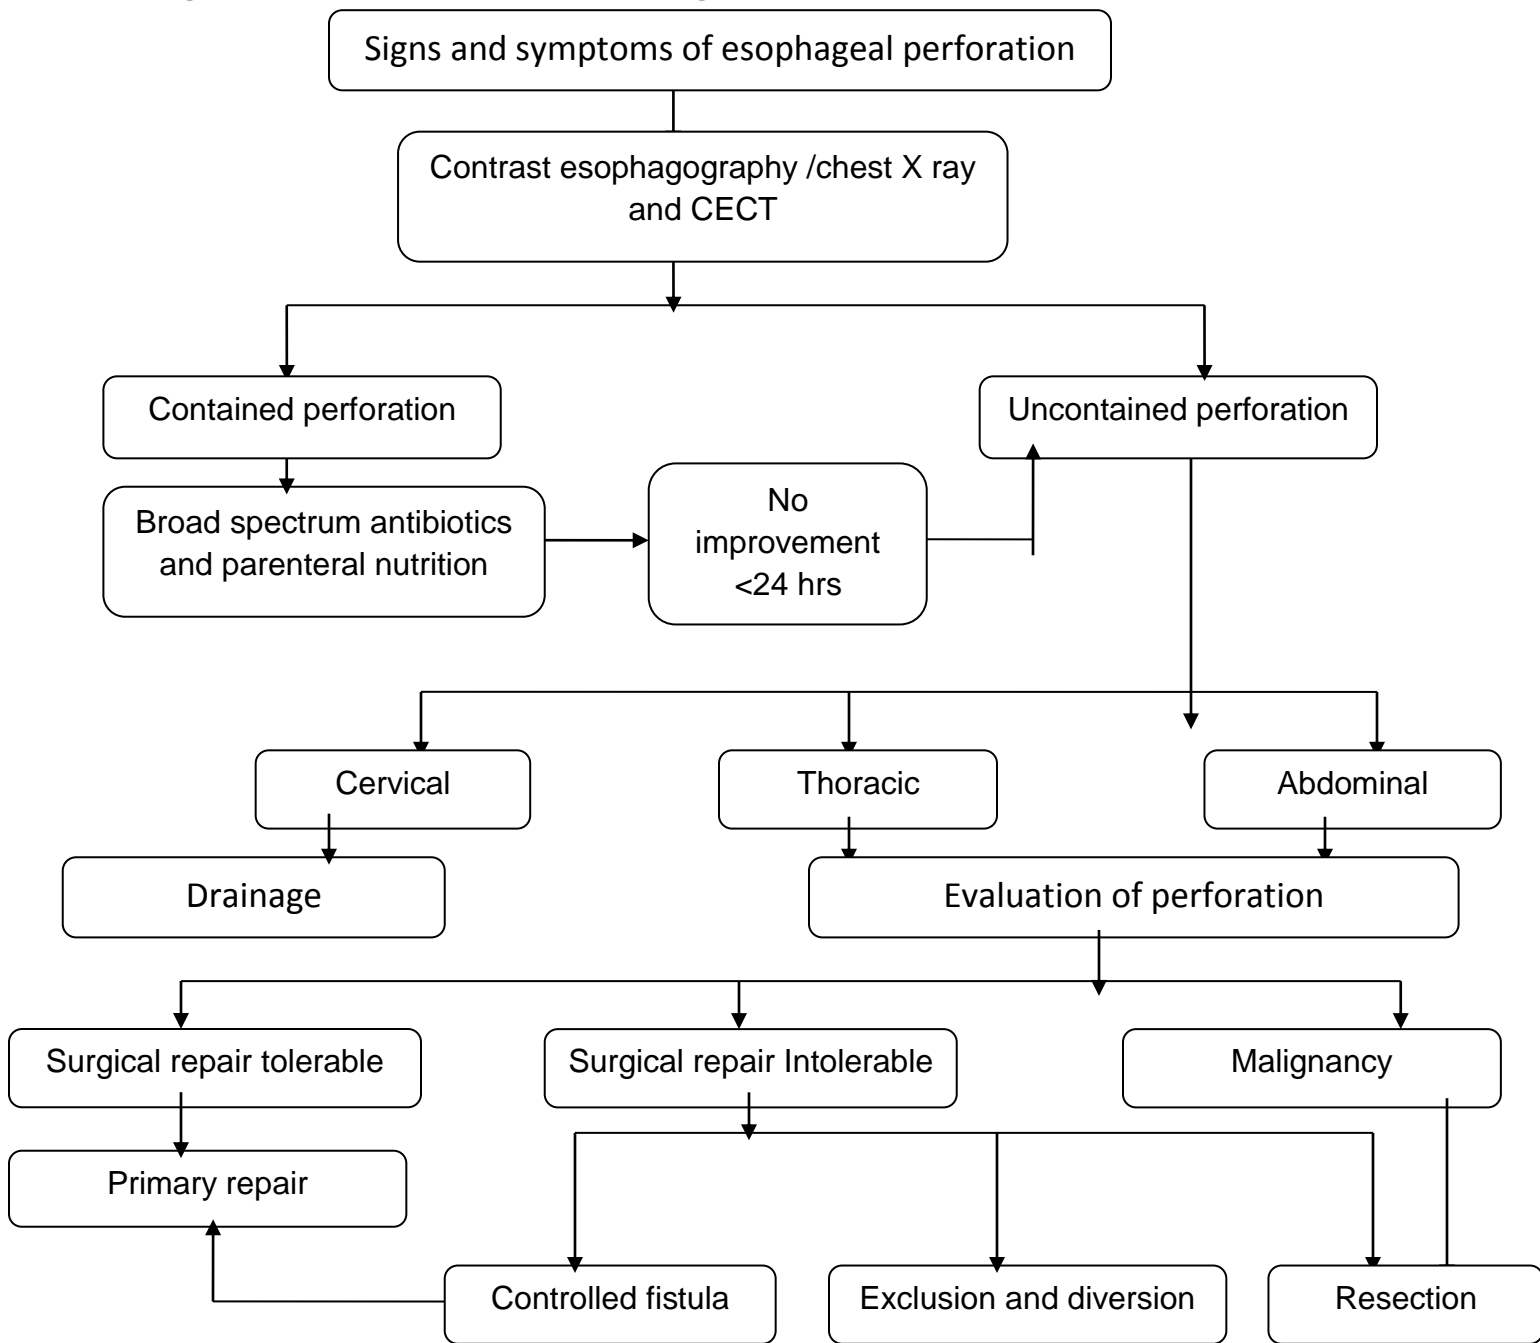 Signs and symptoms of esophageal perforation
Contrast esophagography /chest X ray
and CECT
Contained perforation
Uncontained perforation
Broad spectrum antibiotics
and parenteral nutrition
No
improvement
<24 hrs
Cervical
Thoracic
Abdominal
Drainage
Evaluation of perforation
Surgical repair tolerable
Surgical repair Intolerable
Malignancy
Primary repair
Controlled fistula
Exclusion and diversion
Resection